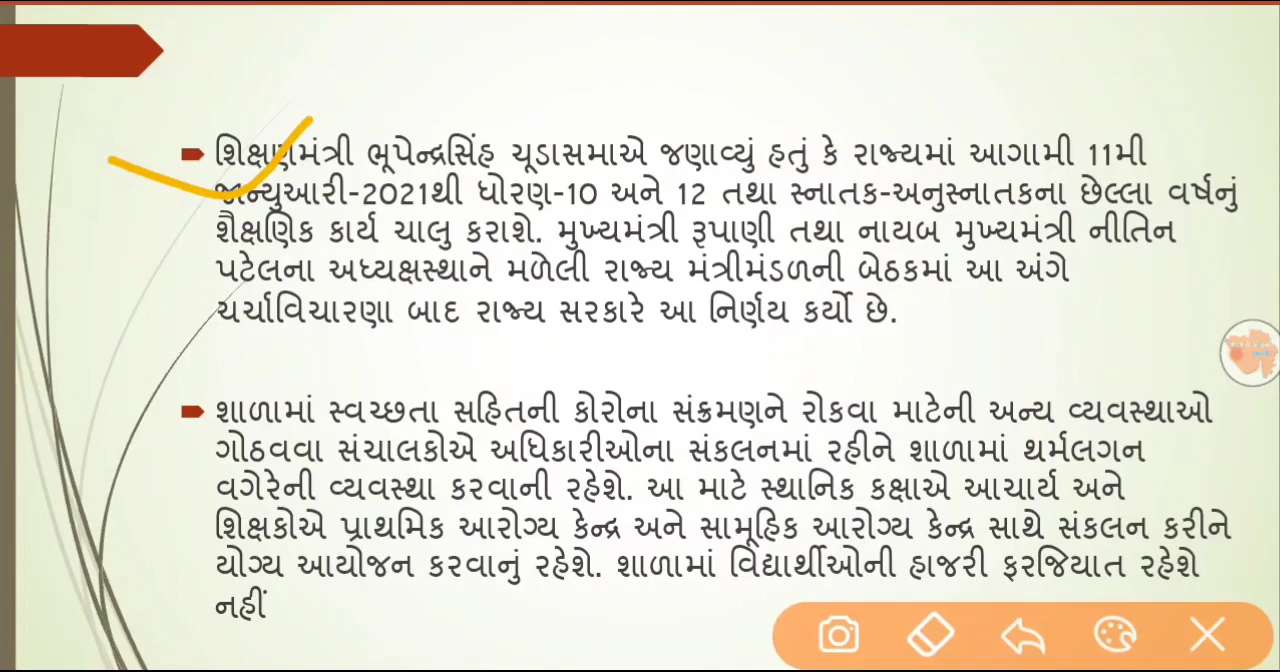 શિક્ષણમંત્રી ભૂપેન્દ્રસિંહ ચૂડાસમાએ જણાવ્યું હતું કે રાજ્યમાં આગામી 11મી
જાન્યુઆરી-2021થી ધોરણ-10 અને 12 તથા સ્નાતક-અનુસ્નાતકના છેલ્લા વર્ષનું
શૈક્ષણિક કાર્ય ચાલુ કરાશે. મુખ્યમંત્રી રૂપાણી તથા નાયબ મુખ્યમંત્રી નીતિન
પટેલના અધ્યક્ષસ્થાને મળેલી રાજ્ય મંત્રીમંડળની બેઠકમાં આ અંગે
ચર્ચાવિચારણા બાદ રાજ્ય સરકારે આ નિર્ણય કર્યો છે.
શાળામાં સ્વચ્છતા સહિતની કોરોના સંક્રમણને રોકવા માટેની અન્ય વ્યવસ્થાઓ
ગોઠવવા સંચાલકોએ અધિકારીઓના સંકલનમાં રહીને શાળામાં થર્મલગન
વગેરેની વ્યવસ્થા કરવાની રહેશે. આ માટે સ્થાનિક કક્ષાએ આચાર્ય અને
શિક્ષકોએ પ્રાથમિક આરોગ્ય કેન્દ્ર અને સામૂહિક આરોગ્ય કેન્દ્ર સાથે સંકલન કરીને
યોગ્ય આયોજન કરવાનું રહેશે. શાળામાં વિદ્યાર્થીઓની હાજરી ફરજિયાત રહેશે
નહીં